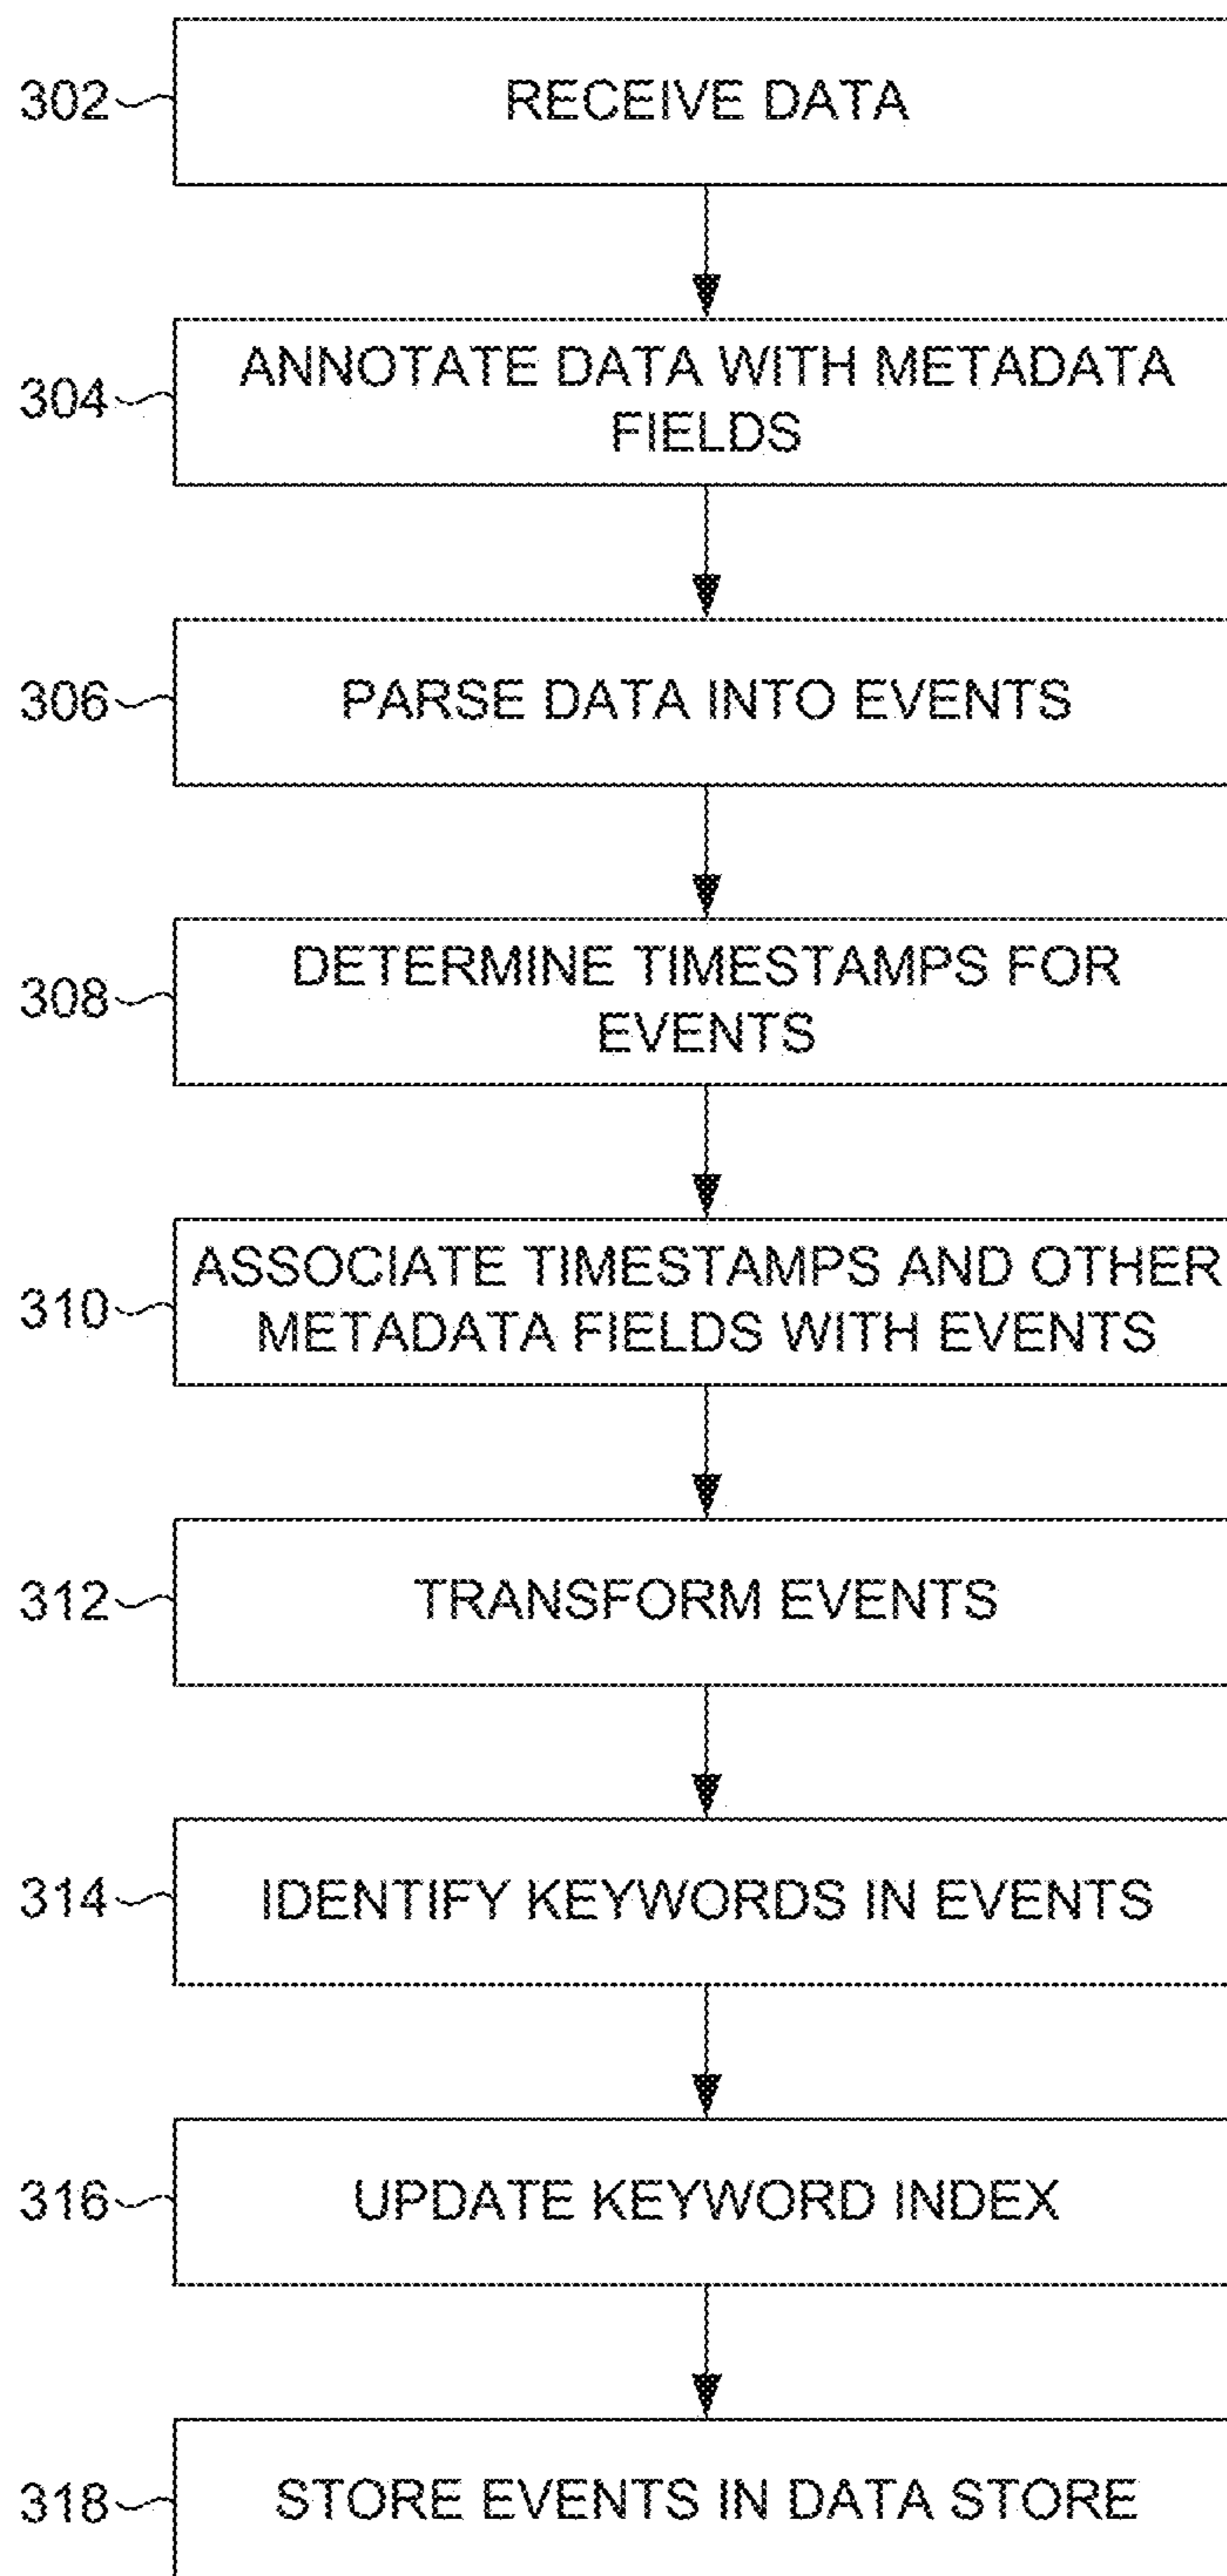 302
RECEIVE DATA
304
ANNOTATE DATA WITH METADATA
FIELDS
306
PARSE DATA INTO EVENTS
308
DETERMINE TIMESTAMPS FOR
EVENTS
310
ASSOCIATE TIMESTAMPS AND OTHER
METADATA FIELDS WITH EVENTS
312
TRANSFORM EVENTS
314
IDENTIFY KEYWORDS IN EVENTS
316
UPDATE KEYWORD INDEX
318
STORE EVENTS IN DATA STORE